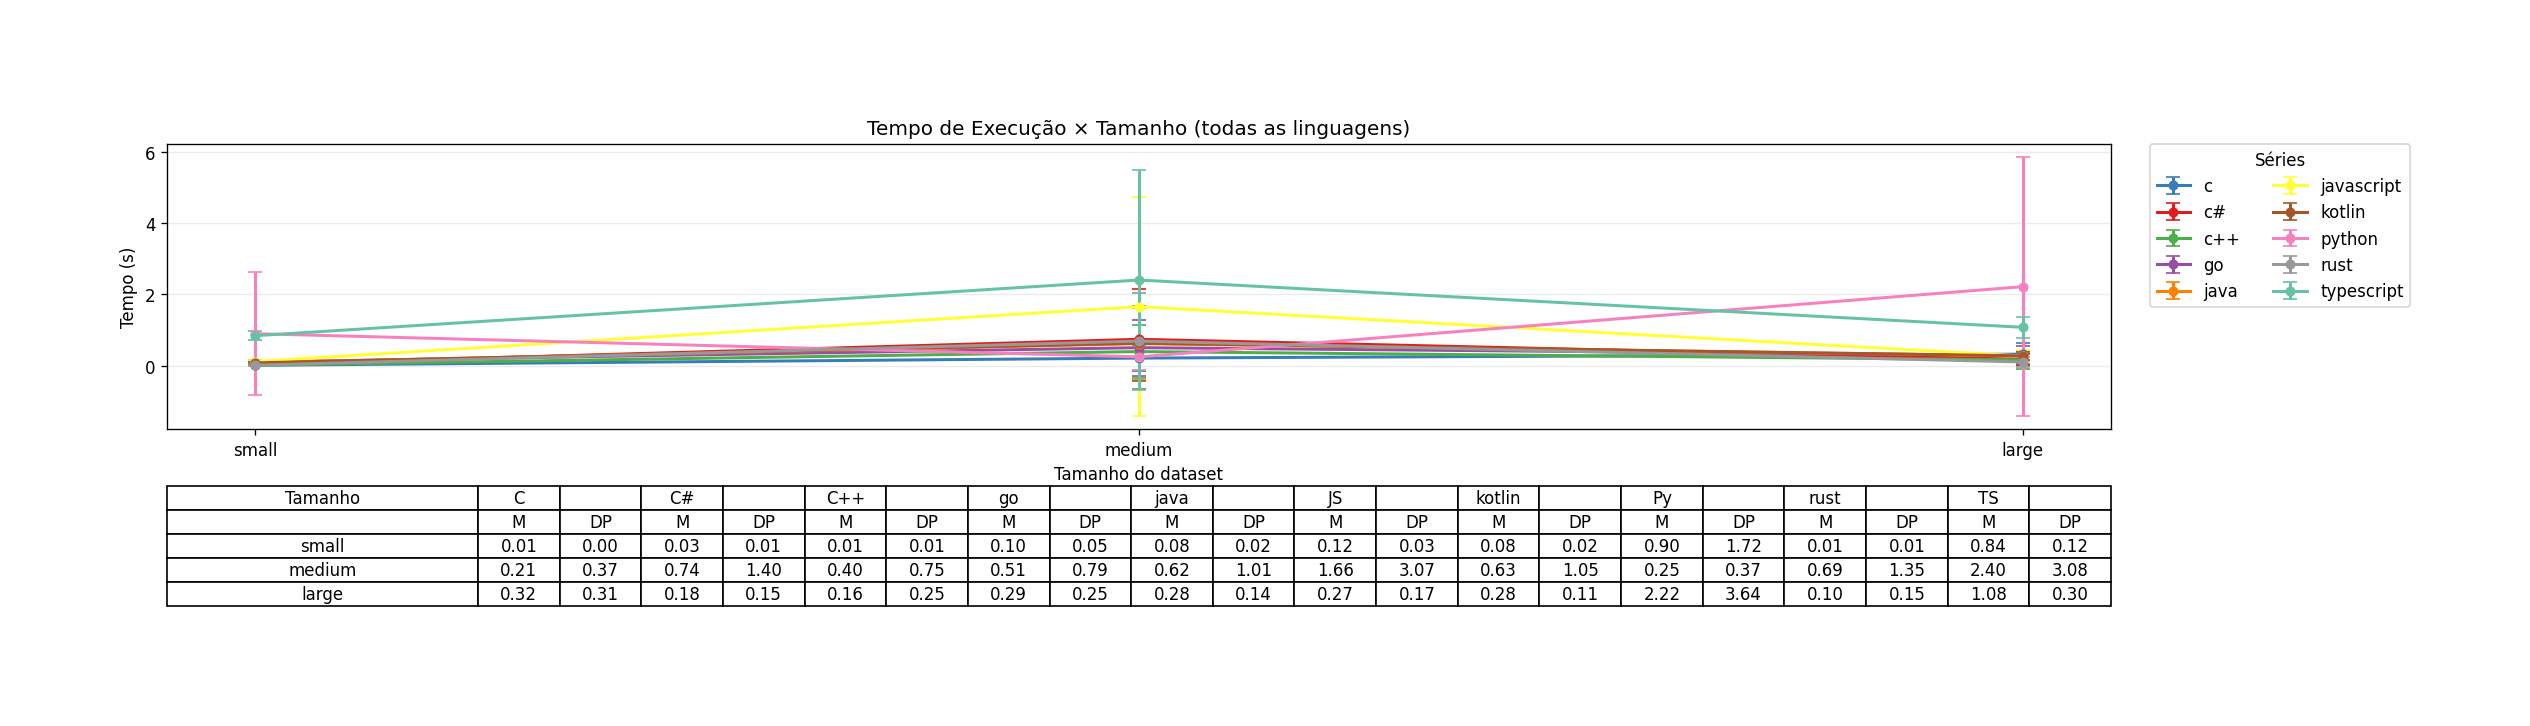 Tempo de Execução × Tamanho (todas as linguagens)
6
4
2
0
Tempo (s)
small medium large
Tamanho do dataset
Séries
c javascript
c# kotlin
c++ python
go rust
java typescript
Tamanho C C# C++ go java JS kotlin Py rust TS
M DP M DP M DP M DP M DP M DP M DP M DP M DP M DP
small 0.01 0.00 0.03 0.01 0.01 0.01 0.10 0.05 0.08 0.02 0.12 0.03 0.08 0.02 0.90 1.72 0.01 0.01 0.84 0.12
medium 0.21 0.37 0.74 1.40 0.40 0.75 0.51 0.79 0.62 1.01 1.66 3.07 0.63 1.05 0.25 0.37 0.69 1.35 2.40 3.08
large 0.32 0.31 0.18 0.15 0.16 0.25 0.29 0.25 0.28 0.14 0.27 0.17 0.28 0.11 2.22 3.64 0.10 0.15 1.08 0.30